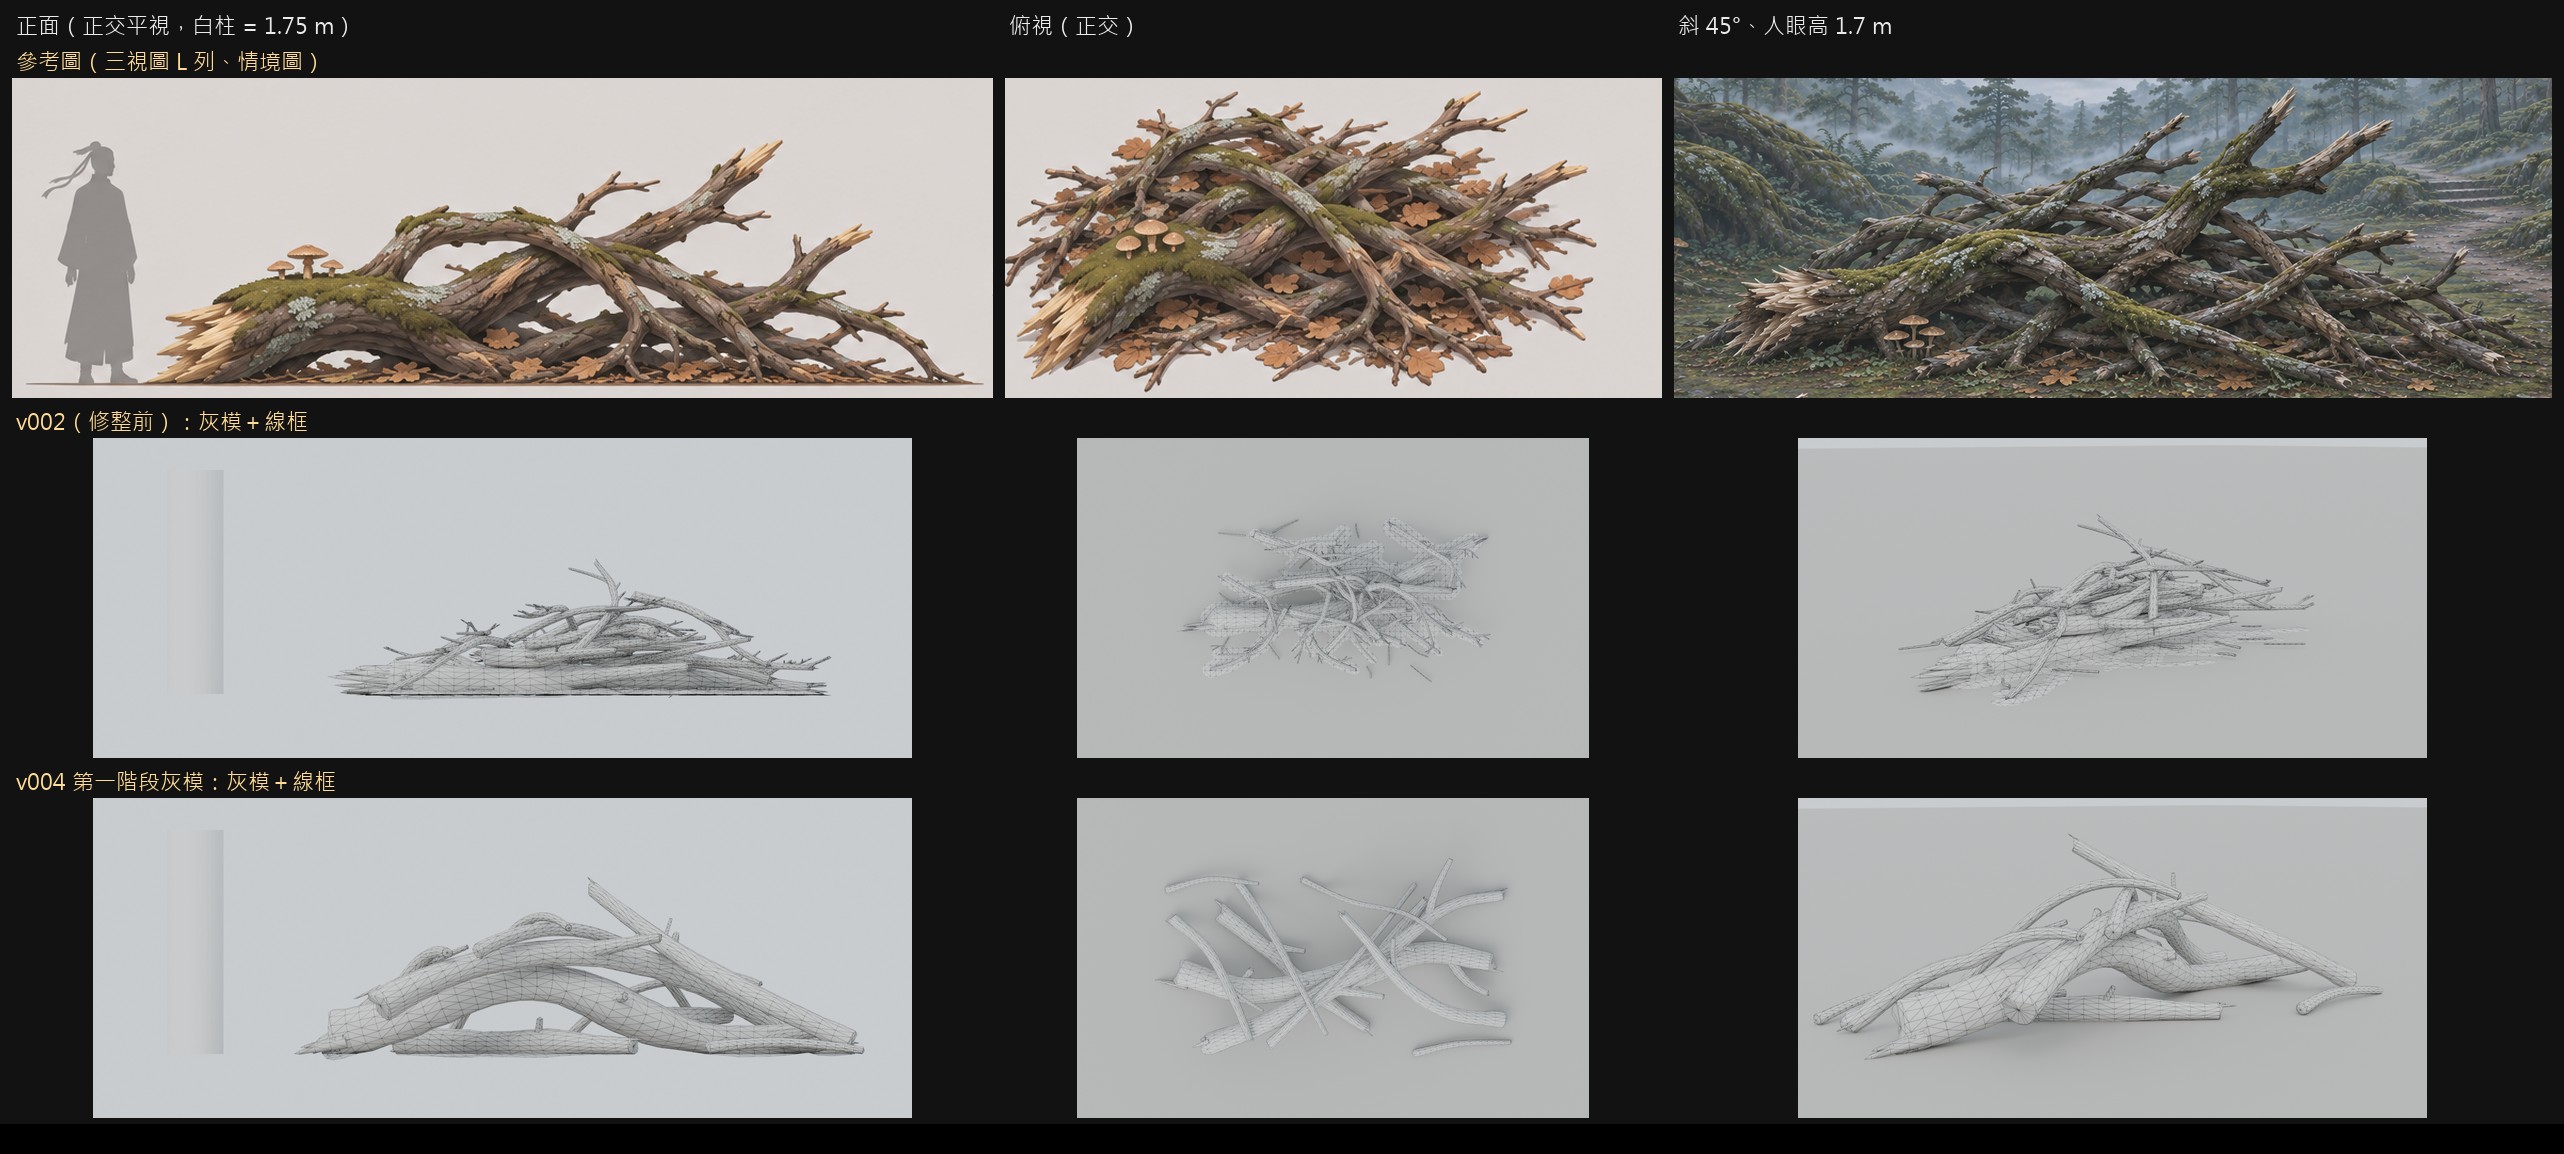 正面(正交平視,白柱 = 1.75 m)
俯視(正交)
斜 45°、人眼高 1.7 m
參考圖(三視圖 L 列、情境圖)
v002(修整前):灰模+線框
v004 第一階段灰模:灰模+線框